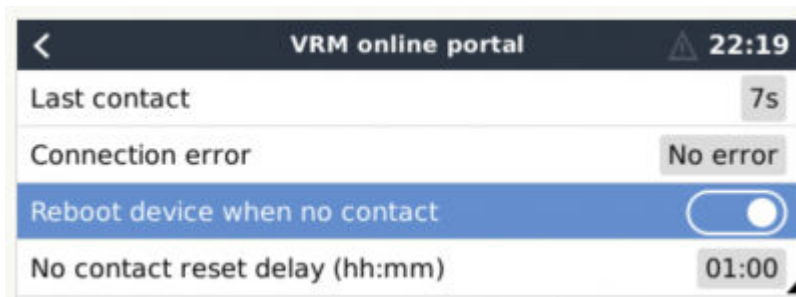 VRM online portal 22:19
Last contact 7s
Connection error No error
Reboot device when no contact
No contact reset delay (hh:mm) 01:00